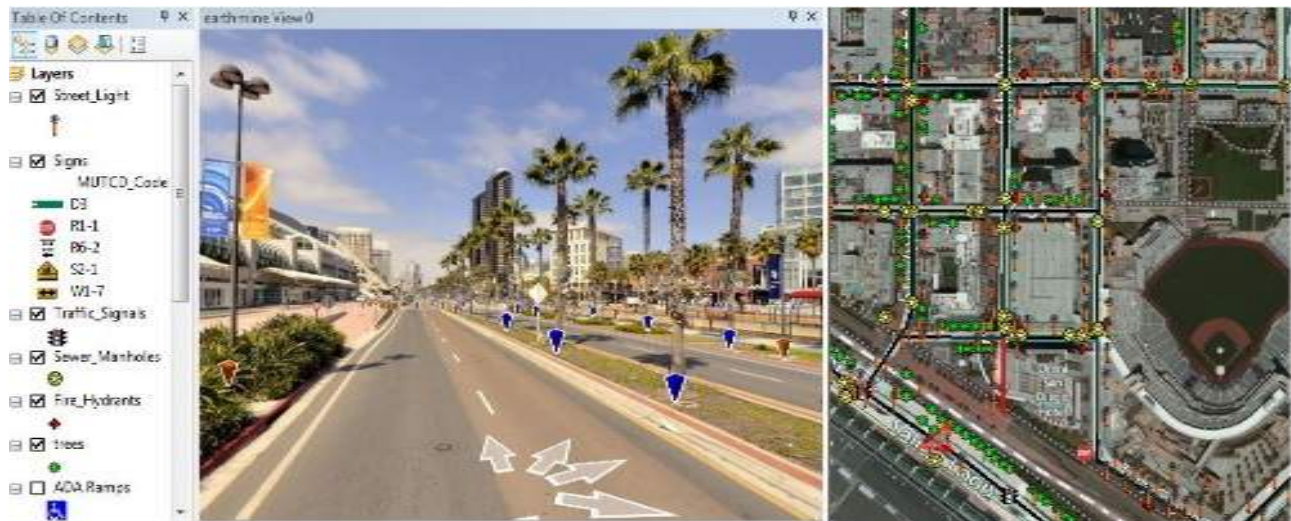 Table Of Contents
earthmine View 0
Layers
Street_Light
Signs
MUTCD_Code
D3
R1-1
R6-2
S2-1
W1-7
Traffic_Signals
Sewer_Manholes
Fire_Hydrants
trees
ADA Ramps